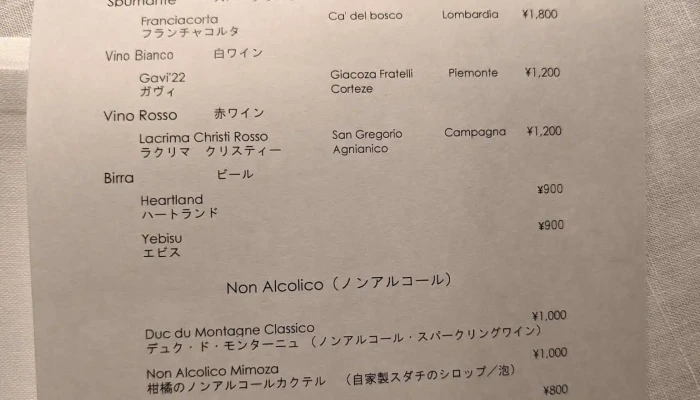 Spumante
Franciacorta Ca' del bosco Lombardia ¥1,800
フランチャコルタ
Vino Bianco 白ワイン
Gavi'22 Giacoza Fratelli Piemonte ¥1,200
ガヴィ Corteze
Vino Rosso 赤ワイン
Lacrima Christi Rosso San Gregorio Campagna ¥1,200
ラクリマ クリスティー Agnianico
Birra ビール
Heartland ¥900
ハートランド
Yebisu ¥900
エビス
Non Alcolico（ノンアルコール）
Duc du Montagne Classico ¥1,000
デュク・ド・モンターニュ （ノンアルコール・スパークリングワイン）
Non Alcolico Mimoza ¥1,000
柑橘のノンアルコールカクテル （自家製スダチのシロップ／泡）
¥800